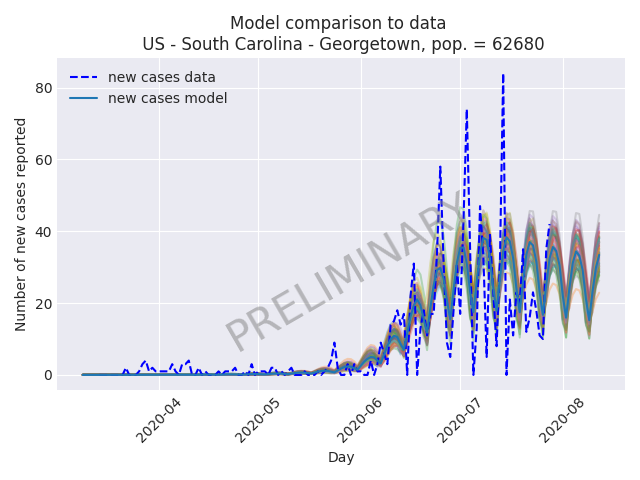 Model comparison to data
US - South Carolina - Georgetown, pop. = 62680
new cases data
new cases model
Number of new cases reported
80
60
40
20
0
PRELIMINARY
2020-04
2020-05
2020-06
2020-07
2020-08
Day